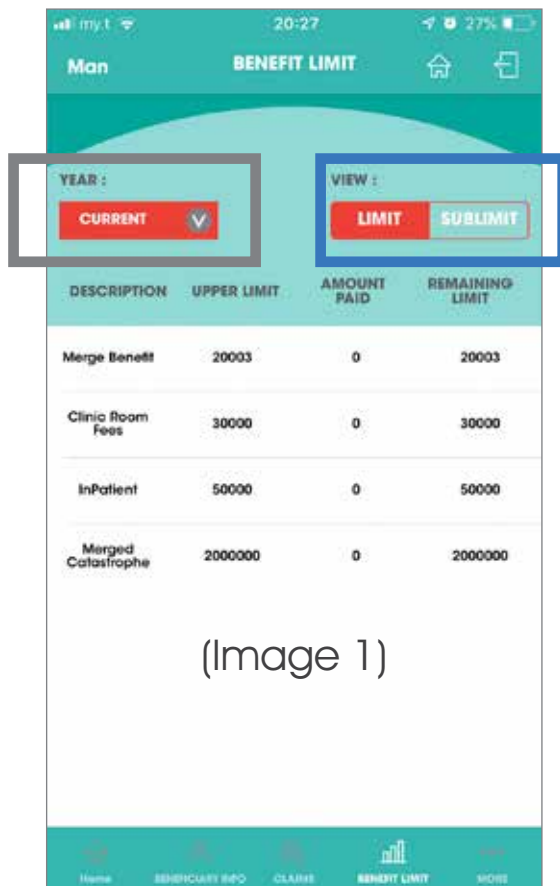 my.t 20:27 27%
Man BENEFIT LIMIT
YEAR : VIEW :
CURRENT V LIMIT SUBLIMIT
DESCRIPTION UPPER LIMIT AMOUNT PAID REMAINING LIMIT
Merge Benefit 20003 0 20003
Clinic Room Fees 30000 0 30000
InPatient 50000 0 50000
Merged Catastrophe 2000000 0 2000000
(Image 1)
Home BENEFICIARY INFO CLAIMS BENEFIT LIMIT MORE